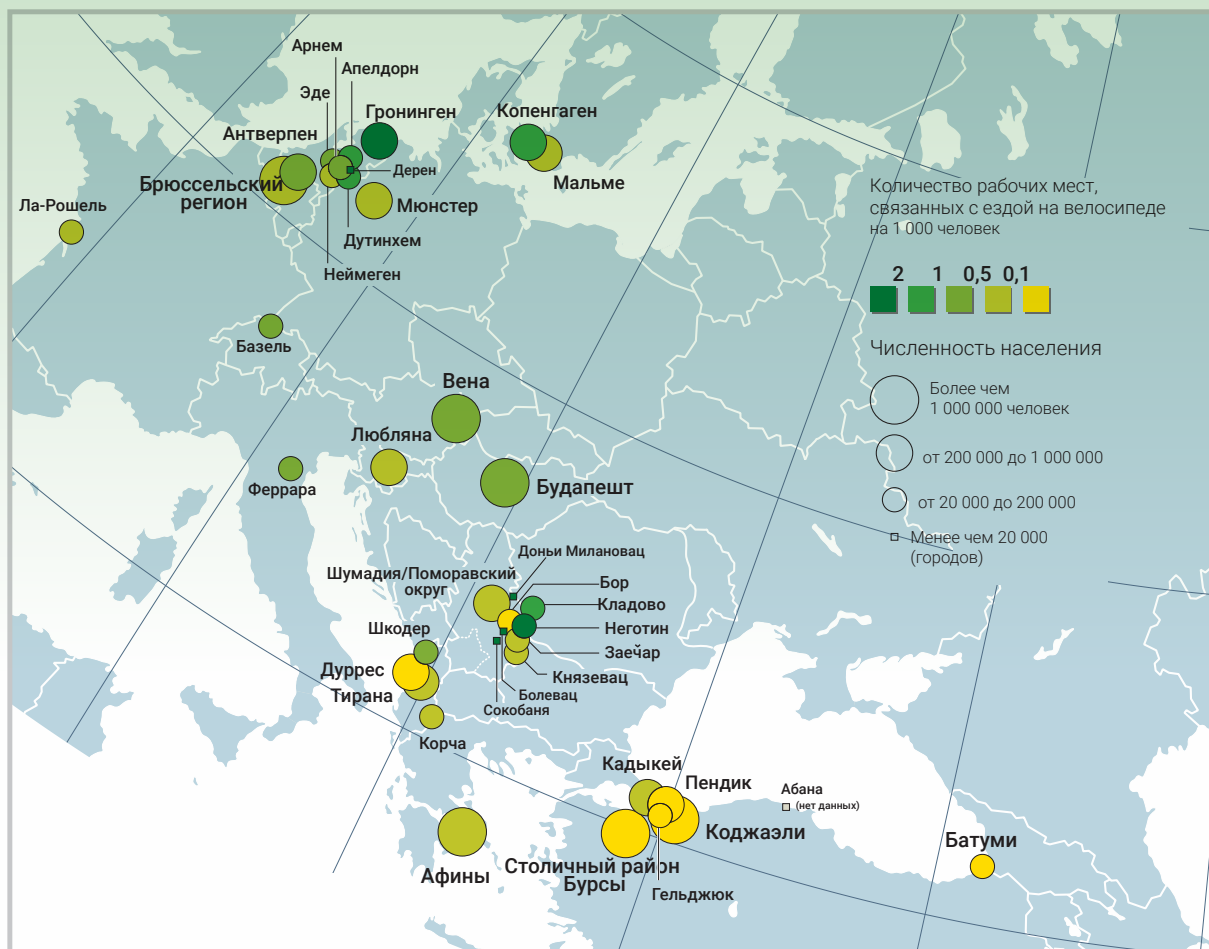 Арнем
Апелдорн
Эде
Гронинген
Копенгаген
Антверпен
Дерен
Брюссельский
регион
Мальме
Ла-Рошель
Мюнстер
Дутинхем
Неймеген
Количество рабочих мест,
связанных с ездой на велосипеде
на 1 000 человек
2 1 0,5 0,1
Численность населения
Более чем
1 000 000 человек
от 200 000 до 1 000 000
от 20 000 до 200 000
Менее чем 20 000
(городов)
Базель
Вена
Любляна
Феррара
Будапешт
Доньи Милановац
Шумадия/Поморавский
округ
Бор
Кладово
Шкодер
Неготин
Заечар
Дуррес
Князевац
Тирана
Болевац
Сокобаня
Корча
Кадыкей
Пендик
Абана
(нет данных)
Коджаэли
Батуми
Столичный район
Бурсы
Афины
Гельджюк